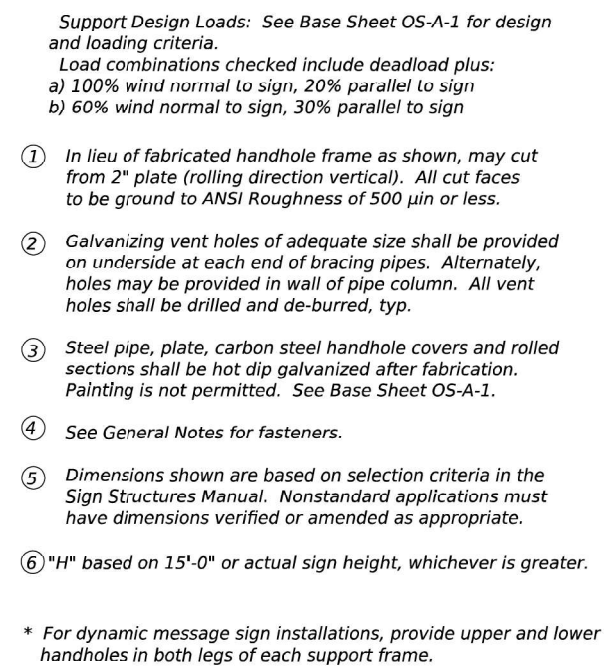 Support Design Loads: See Base Sheet OS-A-1 for design
and loading criteria.
Load combinations checked include deadload plus:
a) 100% wind normal to sign, 20% parallel to sign
b) 60% wind normal to sign, 30% parallel to sign
① In lieu of fabricated handhole frame as shown, may cut
from 2" plate (rolling direction vertical). All cut faces
to be ground to ANSI Roughness of 500 μin or less.
② Galvanizing vent holes of adequate size shall be provided
on underside at each end of bracing pipes. Alternately,
holes may be provided in wall of pipe column. All vent
holes shall be drilled and de-burred, typ.
③ Steel pipe, plate, carbon steel handhole covers and rolled
sections shall be hot dip galvanized after fabrication.
Painting is not permitted. See Base Sheet OS-A-1.
④ See General Notes for fasteners.
⑤ Dimensions shown are based on selection criteria in the
Sign Structures Manual. Nonstandard applications must
have dimensions verified or amended as appropriate.
⑥ "H" based on 15'-0" or actual sign height, whichever is greater.
* For dynamic message sign installations, provide upper and lower
handholes in both legs of each support frame.